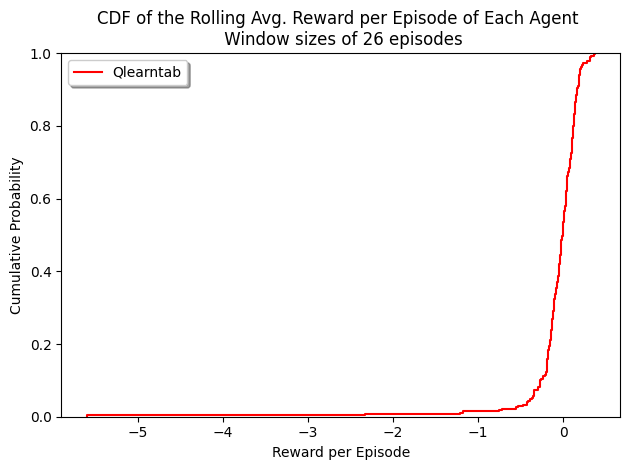 CDF of the Rolling Avg. Reward per Episode of Each Agent
Window sizes of 26 episodes
Qlearntab
Cumulative Probability
1.0
0.8
0.6
0.4
0.2
0.0
−5
−4
−3
−2
−1
0
Reward per Episode